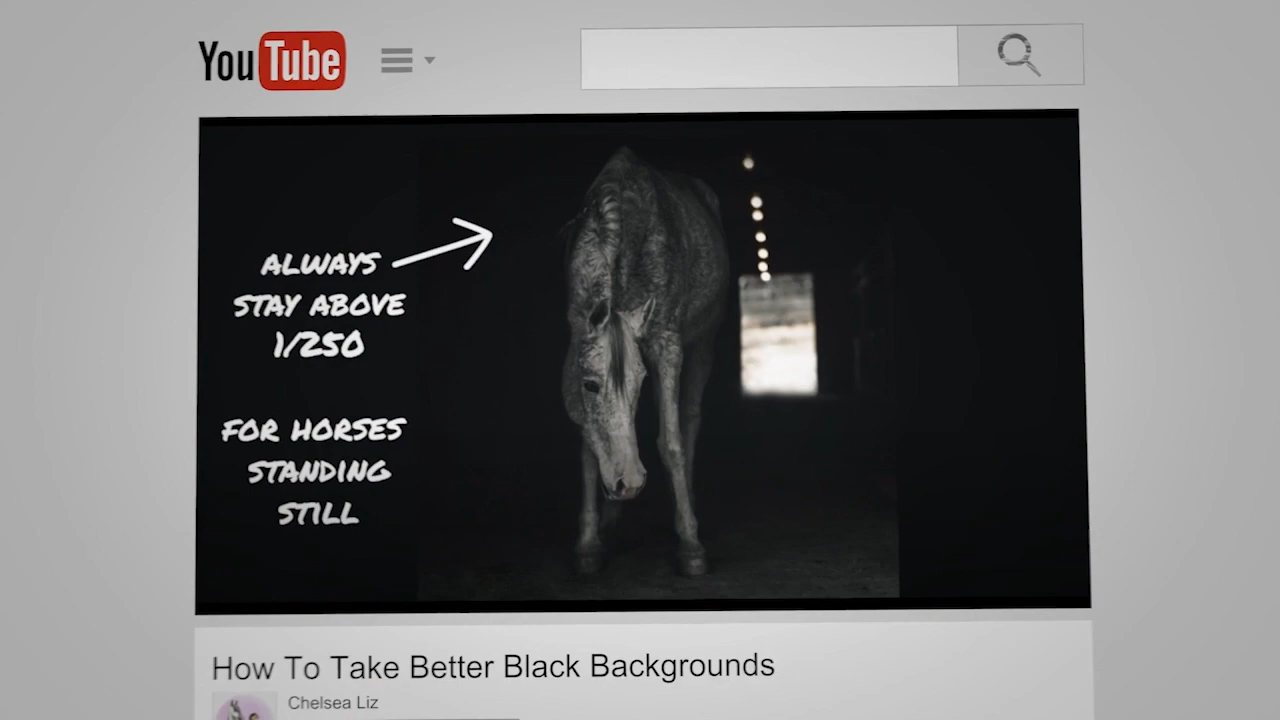 YouTube
ALWAYS
STAY ABOVE
1/250
FOR HORSES
STANDING
STILL
How To Take Better Black Backgrounds
Chelsea Liz